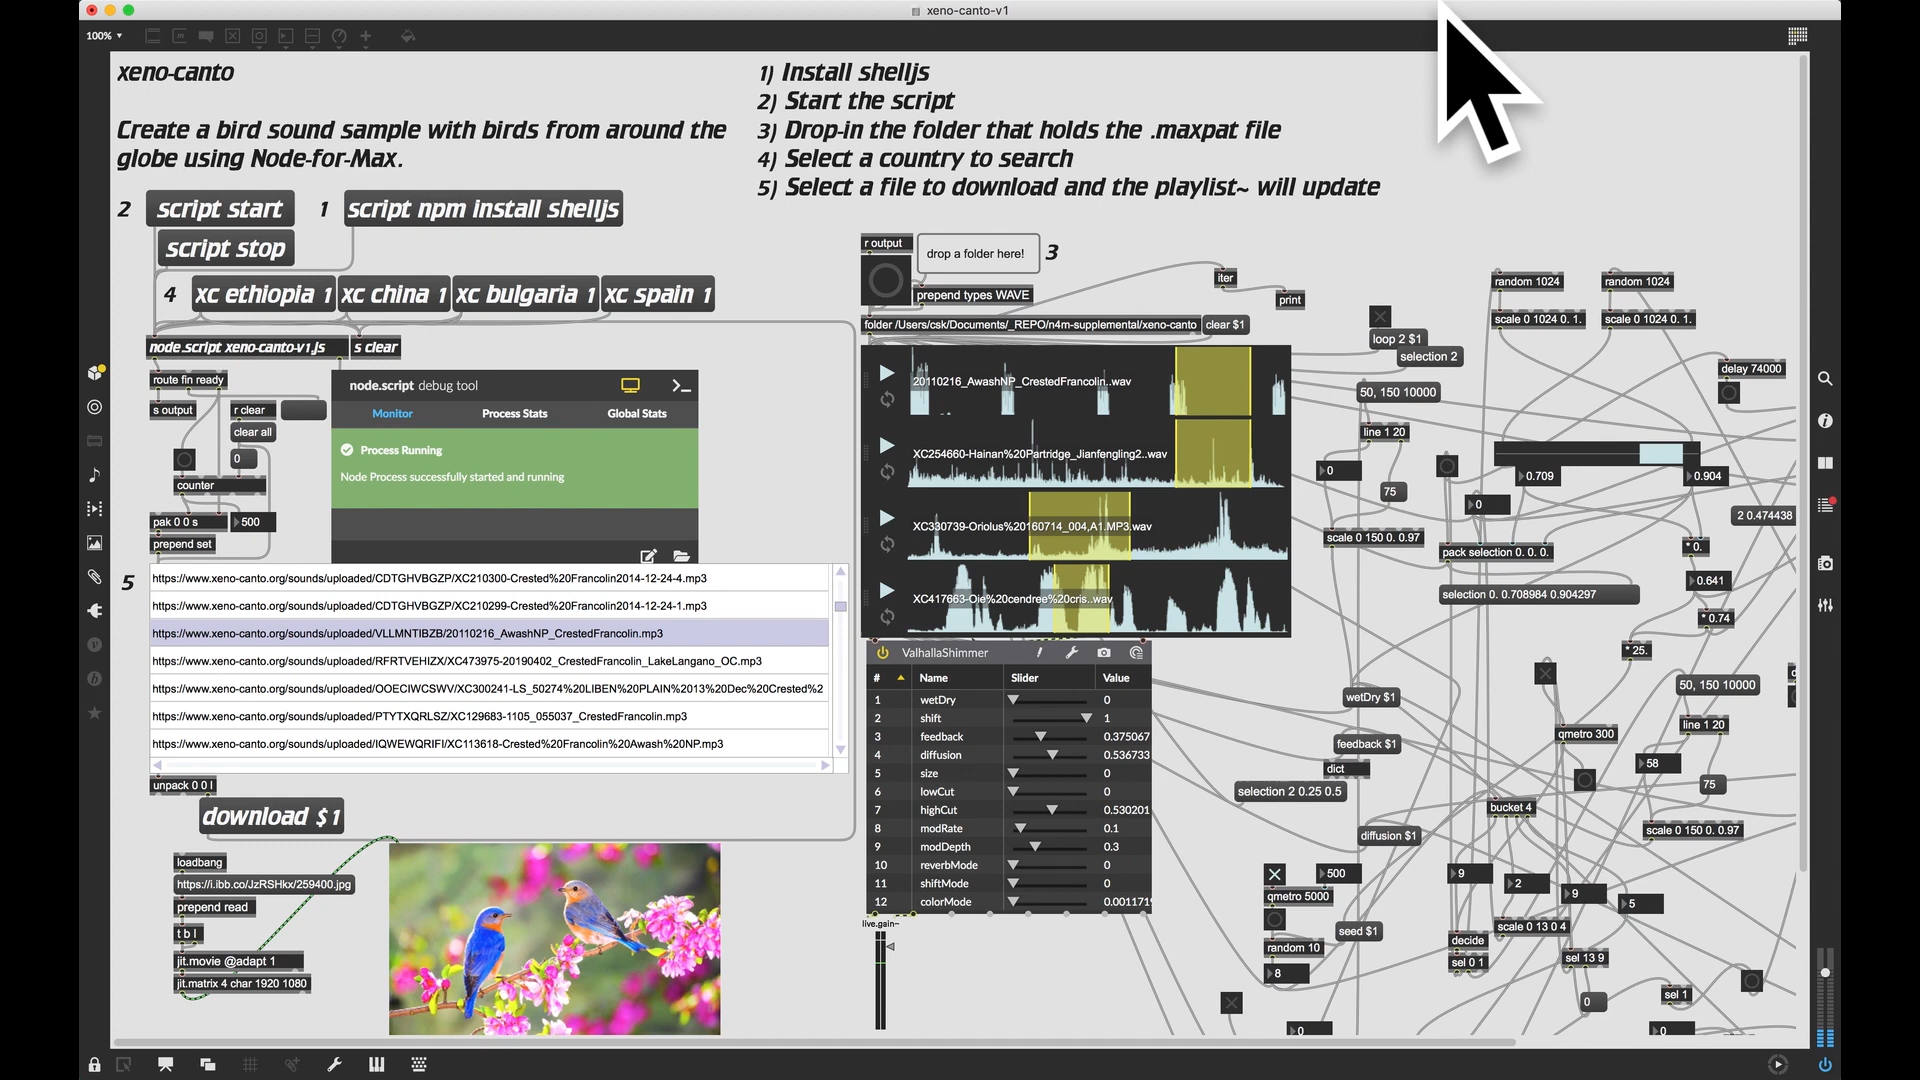 xeno-canto-v1
100%
xeno-canto
Create a bird sound sample with birds from around the
globe using Node-for-Max.
1) Install shelljs
2) Start the script
3) Drop-in the folder that holds the .maxpat file
4) Select a country to search
5) Select a file to download and the playlist~ will update
2
script start
1
script npm install shelljs
script stop
4
xc ethiopia 1
xc china 1
xc bulgaria 1
xc spain 1
node.script xeno-canto-v1.js
s clear
route fin ready
s output
r clear
clear all
0
counter
pak 0 0 s
500
prepend set
node.script debug tool
Monitor
Process Stats
Global Stats
Process Running
Node Process successfully started and running
5
https://www.xeno-canto.org/sounds/uploaded/CDTGHVBGZP/XC210300-Crested%20Francolin2014-12-24-4.mp3
https://www.xeno-canto.org/sounds/uploaded/CDTGHVBGZP/XC210299-Crested%20Francolin2014-12-24-1.mp3
https://www.xeno-canto.org/sounds/uploaded/VLLMNTIBZB/20110216_AwashNP_CrestedFrancolin.mp3
https://www.xeno-canto.org/sounds/uploaded/RFRTVEHIZX/XC473975-20190402_CrestedFrancolin_LakeLangano_OC.mp3
https://www.xeno-canto.org/sounds/uploaded/OOECIWCSWV/XC300241-LS_50274%20LIBEN%20PLAIN%2013%20Dec%20Crested%2
https://www.xeno-canto.org/sounds/uploaded/PTYTXQRLSZ/XC129683-1105_055037_CrestedFrancolin.mp3
https://www.xeno-canto.org/sounds/uploaded/IQWEWQRIFI/XC113618-Crested%20Francolin%20Awash%20NP.mp3
unpack 0 0 l
download $1
loadbang
https://i.ibb.co/JzRSHkx/259400.jpg
prepend read
t b l
jit.movie @adapt 1
jit.matrix 4 char 1920 1080
r output
drop a folder here!
3
prepend types WAVE
folder /Users/csk/Documents/_REPO/n4m-supplemental/xeno-canto
clear $1
iter
print
20110216_AwashNP_CrestedFrancolin..wav
XC254660-Hainan%20Partridge_Jianfengling2..wav
XC330739-Oriolus%20160714_004,A1.MP3.wav
XC417663-Oie%20cendree%20cris..wav
ValhallaShimmer
# Name Slider Value
1 wetDry 0
2 shift 1
3 feedback 0.375067
4 diffusion 0.536733
5 size 0
6 lowCut 0
7 highCut 0.530201
8 modRate 0.1
9 modDepth 0.3
10 reverbMode 0
11 shiftMode 0
12 colorMode 0.001171
live.gain~
loop 2 $1
selection 2
50, 150 10000
line 1 20
0
75
scale 0 150 0. 0.97
random 1024
random 1024
scale 0 1024 0. 1.
scale 0 1024 0. 1.
delay 74000
0.709
0.904
0
2 0.474438
pack selection 0. 0. 0.
* 0.
0.641
selection 0. 0.708984 0.904297
* 0.74
* 25.
wetDry $1
50, 150 10000
feedback $1
line 1 20
qmetro 300
dict
58
selection 2 0.25 0.5
75
bucket 4
diffusion $1
scale 0 150 0. 0.97
500
9
2
9
5
qmetro 5000
seed $1
scale 0 13 0 4
random 10
decide
sel 0 1
sel 13 9
8
0
sel 1
0
0